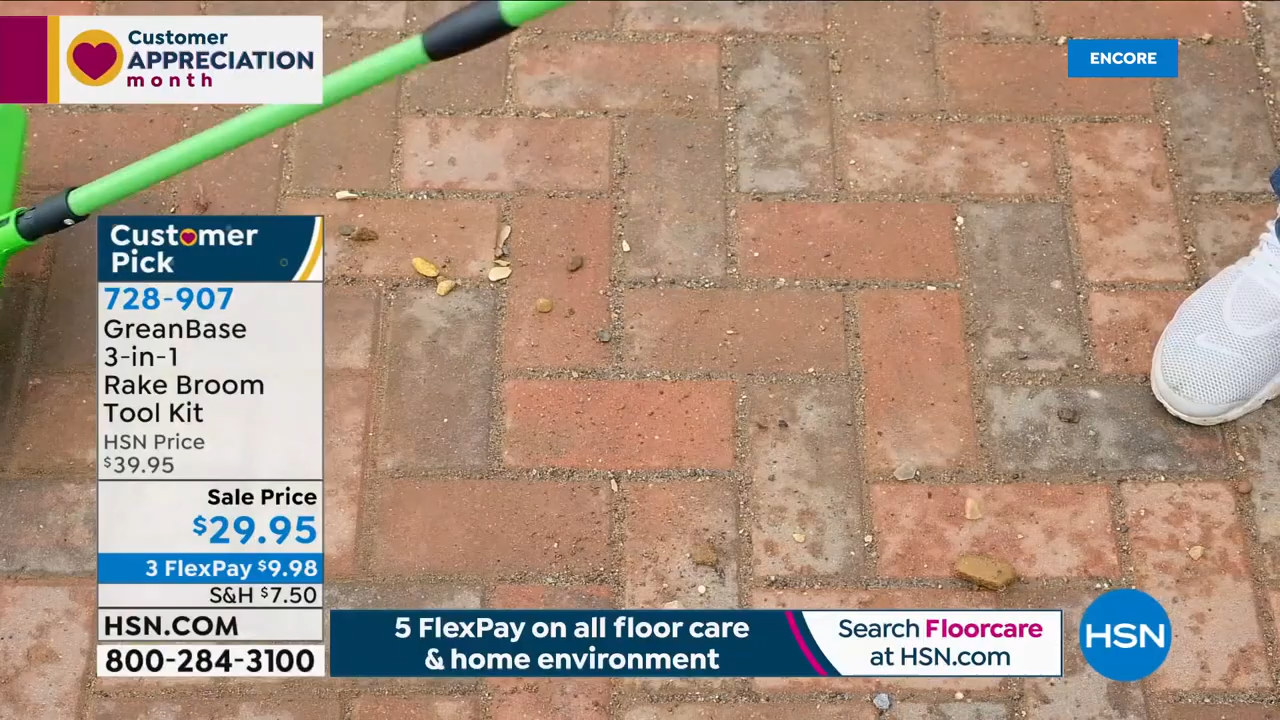 Customer
APPRECIATION
month
ENCORE
Customer
Pick
728-907
GreanBase
3-in-1
Rake Broom
Tool Kit
HSN Price
$39.95
Sale Price
$29.95
3 FlexPay $9.98
S&H $7.50
HSN.COM
800-284-3100
5 FlexPay on all floor care
& home environment
Search Floorcare
at HSN.com
HSN